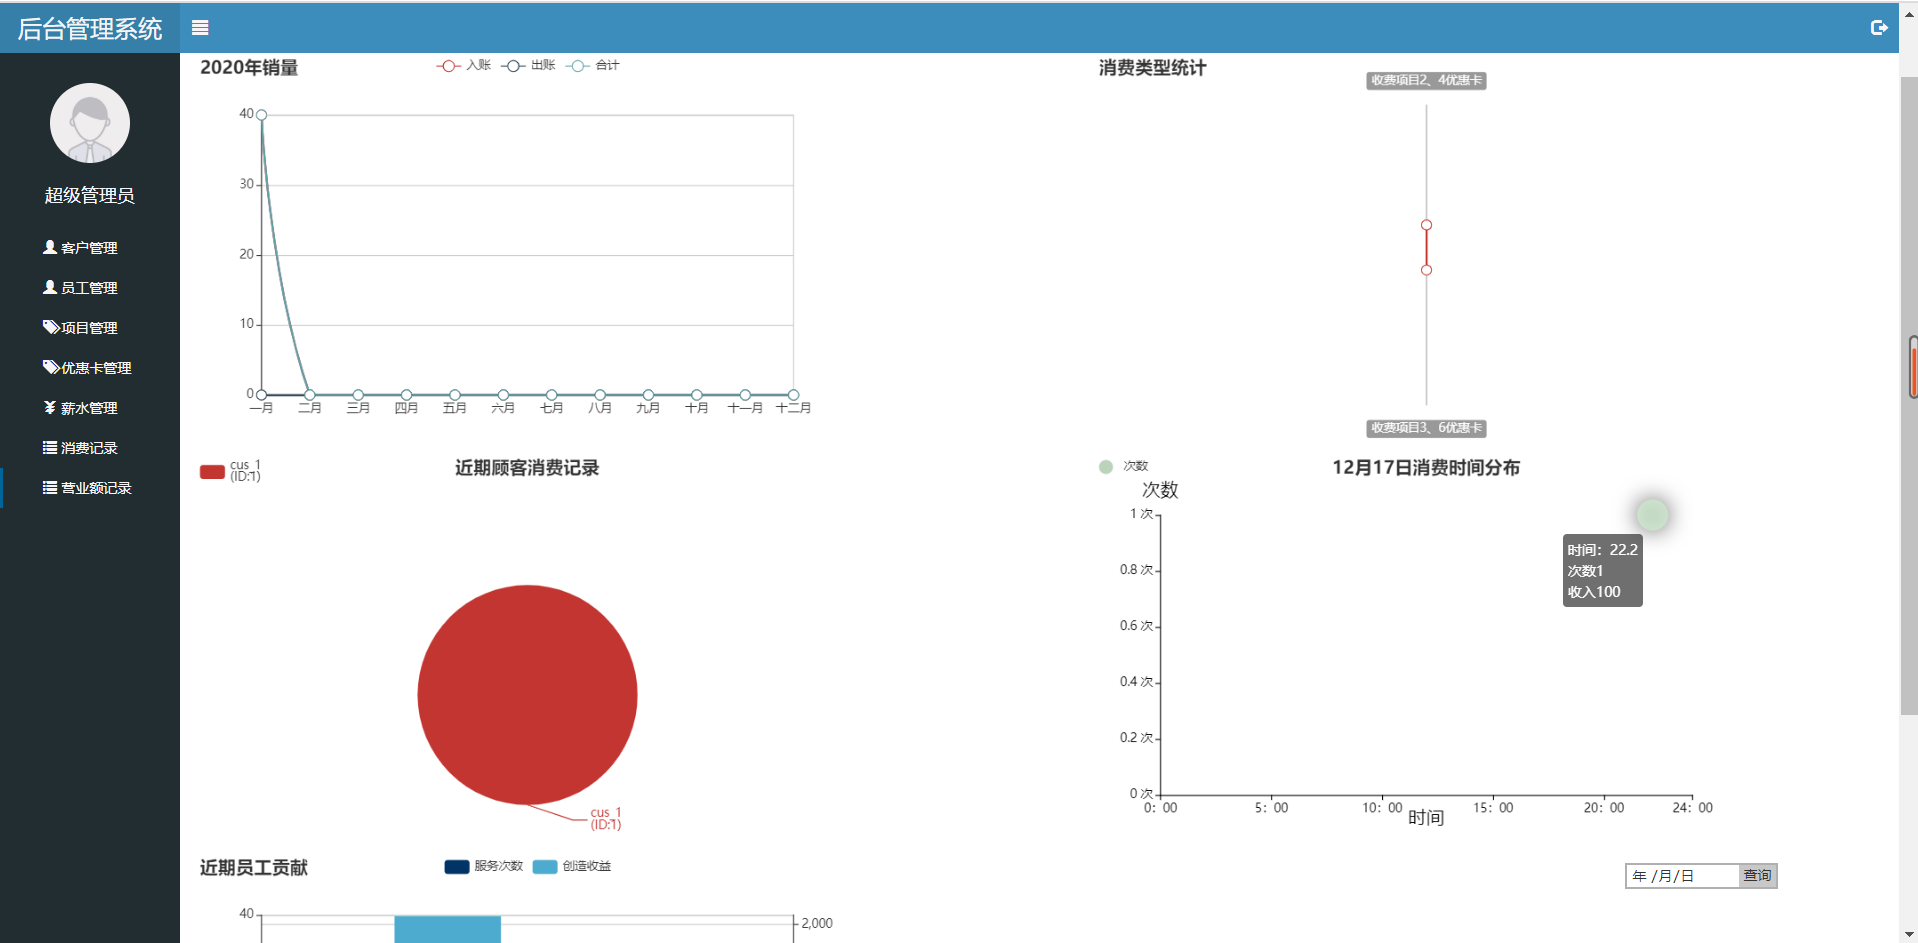 后台管理系统
超级管理员
客户管理
员工管理
项目管理
优惠卡管理
薪水管理
消费记录
营业额记录
2020年销量
入账 出账 合计
40
30
20
10
0
一月 二月 三月 四月 五月 六月 七月 八月 九月 十月 十一月 十二月
消费类型统计
收费项目2、4优惠卡
收费项目3、6优惠卡
cus_1
(ID:1)
近期顾客消费记录
cus_1
(ID:1)
次数
12月17日消费时间分布
次数
1 次
0.8 次
0.6 次
0.4 次
0.2 次
0 次
0：00 5：00 10：00 15：00 20：00 24：00
时间
时间：22.2
次数1
收入100
近期员工贡献
服务次数 创造收益
40
2,000
年 /月/日 查询